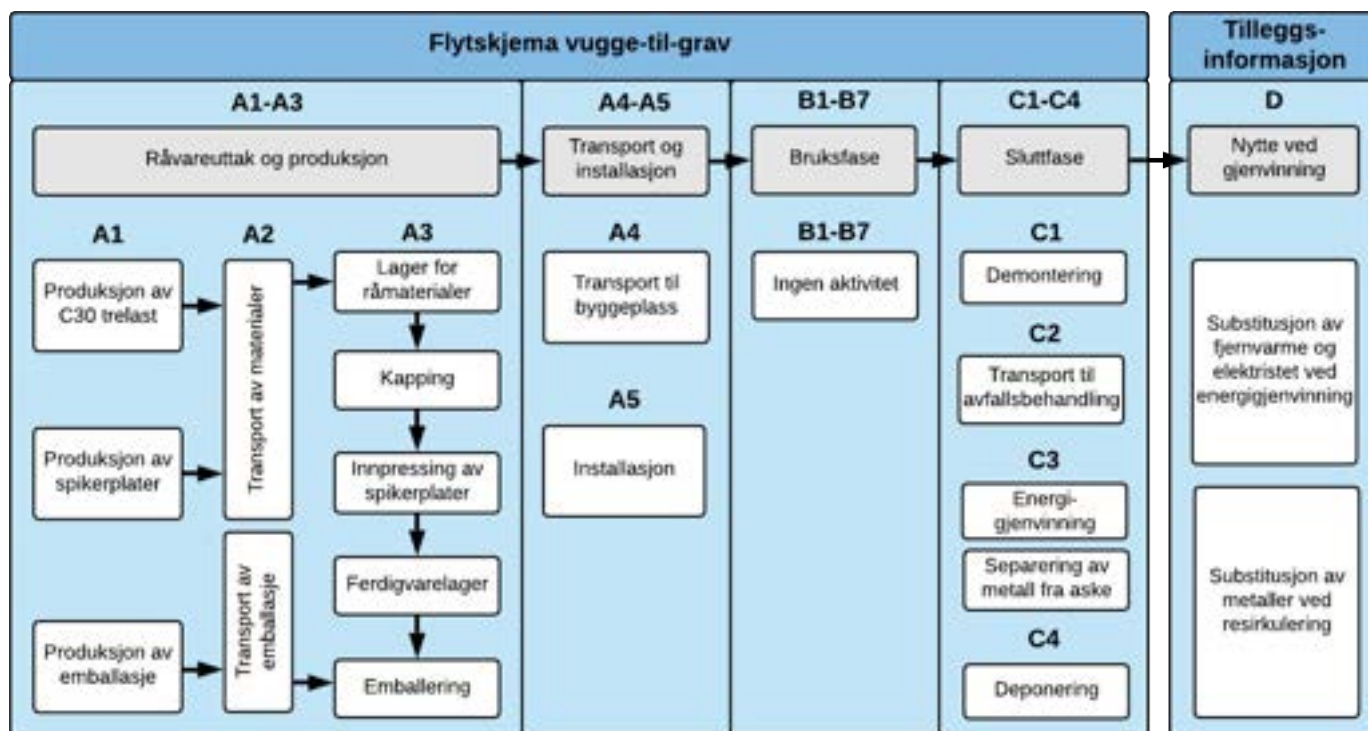 Flytskjema vugge-til-grav
Tilleggs-
informasjon
A1-A3
A4-A5
B1-B7
C1-C4
D
Råvareuttak og produksjon
Transport og
installasjon
Bruksfase
Sluttfase
Nytte ved
gjenvinning
A1
A2
A3
Produksjon av
C30 trelast
Produksjon av
spikerplater
Produksjon av
emballasje
Transport av materialer
Transport av
emballasje
Lager for
råmaterialer
Kapping
Innpressing av
spikerplater
Ferdigvarelager
Emballering
A4
Transport til
byggeplass
A5
Installasjon
B1-B7
Ingen aktivitet
C1
Demontering
C2
Transport til
avfallsbehandling
C3
Energi-
gjenvinning
Separering av
metall fra aske
C4
Deponering
Substitusjon av
fjernvarme og
elektristet ved
energigjenvinning
Substitusjon av
metaller ved
resirkulering